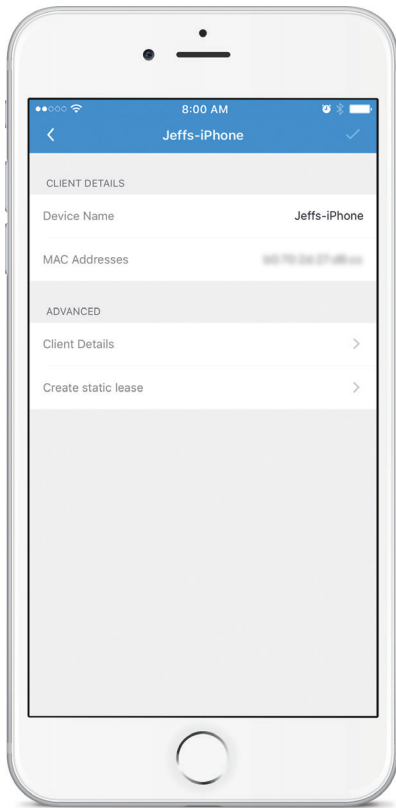 8:00 AM
Jeffs-iPhone
CLIENT DETAILS
Device Name Jeffs-iPhone
MAC Addresses
ADVANCED
Client Details
Create static lease